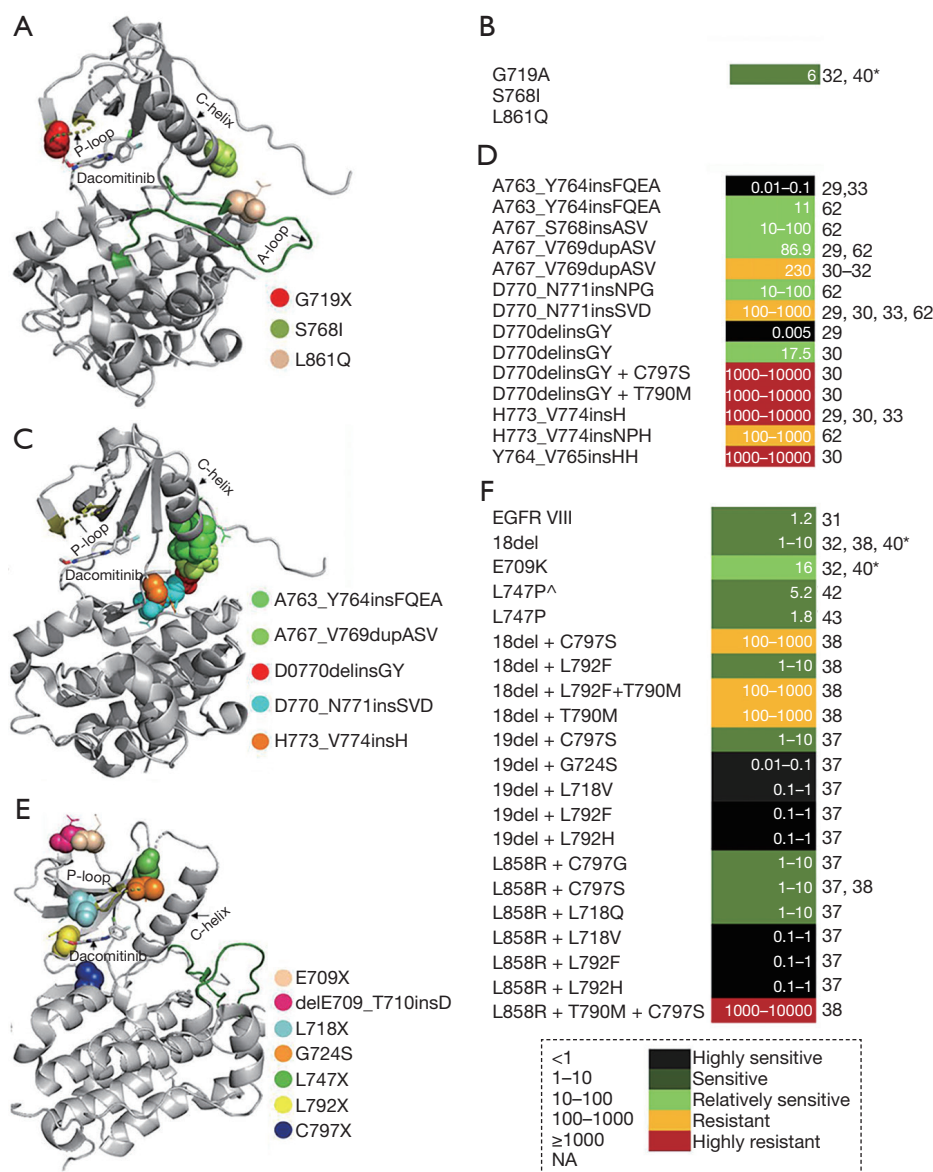 A
C-helix
P-loop
Dacomitinib
A-loop
G719X
S768I
L861Q
B
G719A 6 32, 40*
S768I
L861Q
C
C-helix
P-loop
Dacomitinib
A763_Y764insFQEA
A767_V769dupASV
D0770delinsGY
D770_N771insSVD
H773_V774insH
D
A763_Y764insFQEA 0.01–0.1 29,33
A763_Y764insFQEA 11 62
A767_S768insASV 10–100 62
A767_V769dupASV 86.9 29, 62
A767_V769dupASV 230 30–32
D770_N771insNPG 10–100 62
D770_N771insSVD 100–1000 29, 30, 33, 62
D770delinsGY 0.005 29
D770delinsGY 17.5 30
D770delinsGY + C797S 1000–10000 30
D770delinsGY + T790M 1000–10000 30
H773_V774insH 1000–10000 29, 30, 33
H773_V774insNPH 100–1000 62
Y764_V765insHH 1000–10000 30
E
P-loop
C-helix
Dacomitinib
E709X
delE709_T710insD
L718X
G724S
L747X
L792X
C797X
F
EGFR VIII 1.2 31
18del 1–10 32, 38, 40*
E709K 16 32, 40*
L747P^ 5.2 42
L747P 1.8 43
18del + C797S 100–1000 38
18del + L792F 1–10 38
18del + L792F+T790M 100–1000 38
18del + T790M 100–1000 38
19del + C797S 1–10 37
19del + G724S 0.01–0.1 37
19del + L718V 0.1–1 37
19del + L792F 0.1–1 37
19del + L792H 0.1–1 37
L858R + C797G 1–10 37
L858R + C797S 1–10 37, 38
L858R + L718Q 1–10 37
L858R + L718V 0.1–1 37
L858R + L792F 0.1–1 37
L858R + L792H 0.1–1 37
L858R + T790M + C797S 1000–10000 38
<1 Highly sensitive
1–10 Sensitive
10–100 Relatively sensitive
100–1000 Resistant
≥1000 Highly resistant
NA